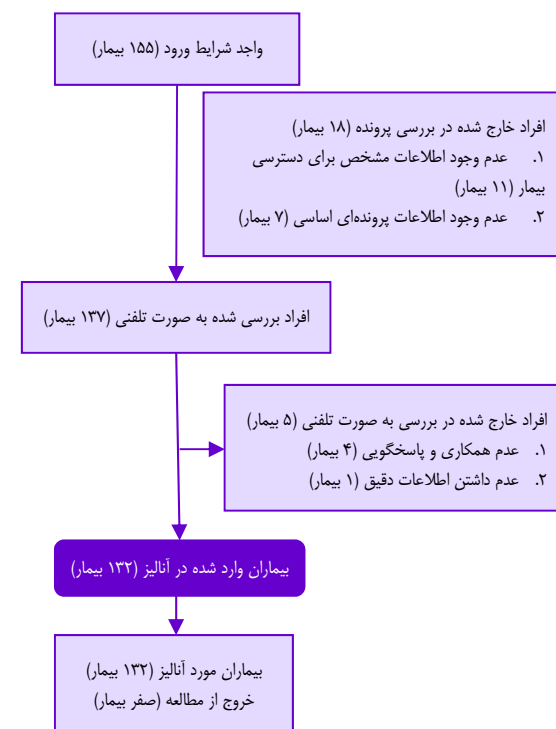 واجد شرایط ورود (۱۵۵ بیمار)
افراد خارج شده در بررسی پرونده (۱۸ بیمار)
۱. عدم وجود اطلاعات مشخص برای دسترسی
بیمار (۱۱ بیمار)
۲. عدم وجود اطلاعات پرونده‌ای اساسی (۷ بیمار)
افراد بررسی شده به صورت تلفنی (۱۳۷ بیمار)
افراد خارج شده در بررسی به صورت تلفنی (۵ بیمار)
۱. عدم همکاری و پاسخگویی (۴ بیمار)
۲. عدم داشتن اطلاعات دقیق (۱ بیمار)
بیماران وارد شده در آنالیز (۱۳۲ بیمار)
بیماران مورد آنالیز (۱۳۲ بیمار)
خروج از مطالعه (صفر بیمار)